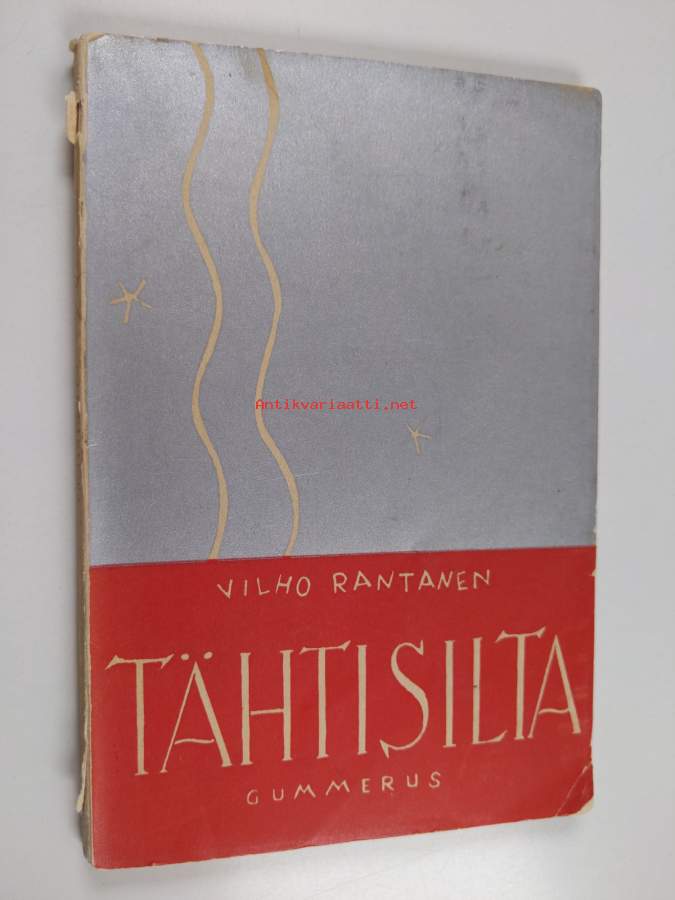 Antikvariaatti.net
VILHO RANTANEN
TÄHTISILTA
GUMMERUS